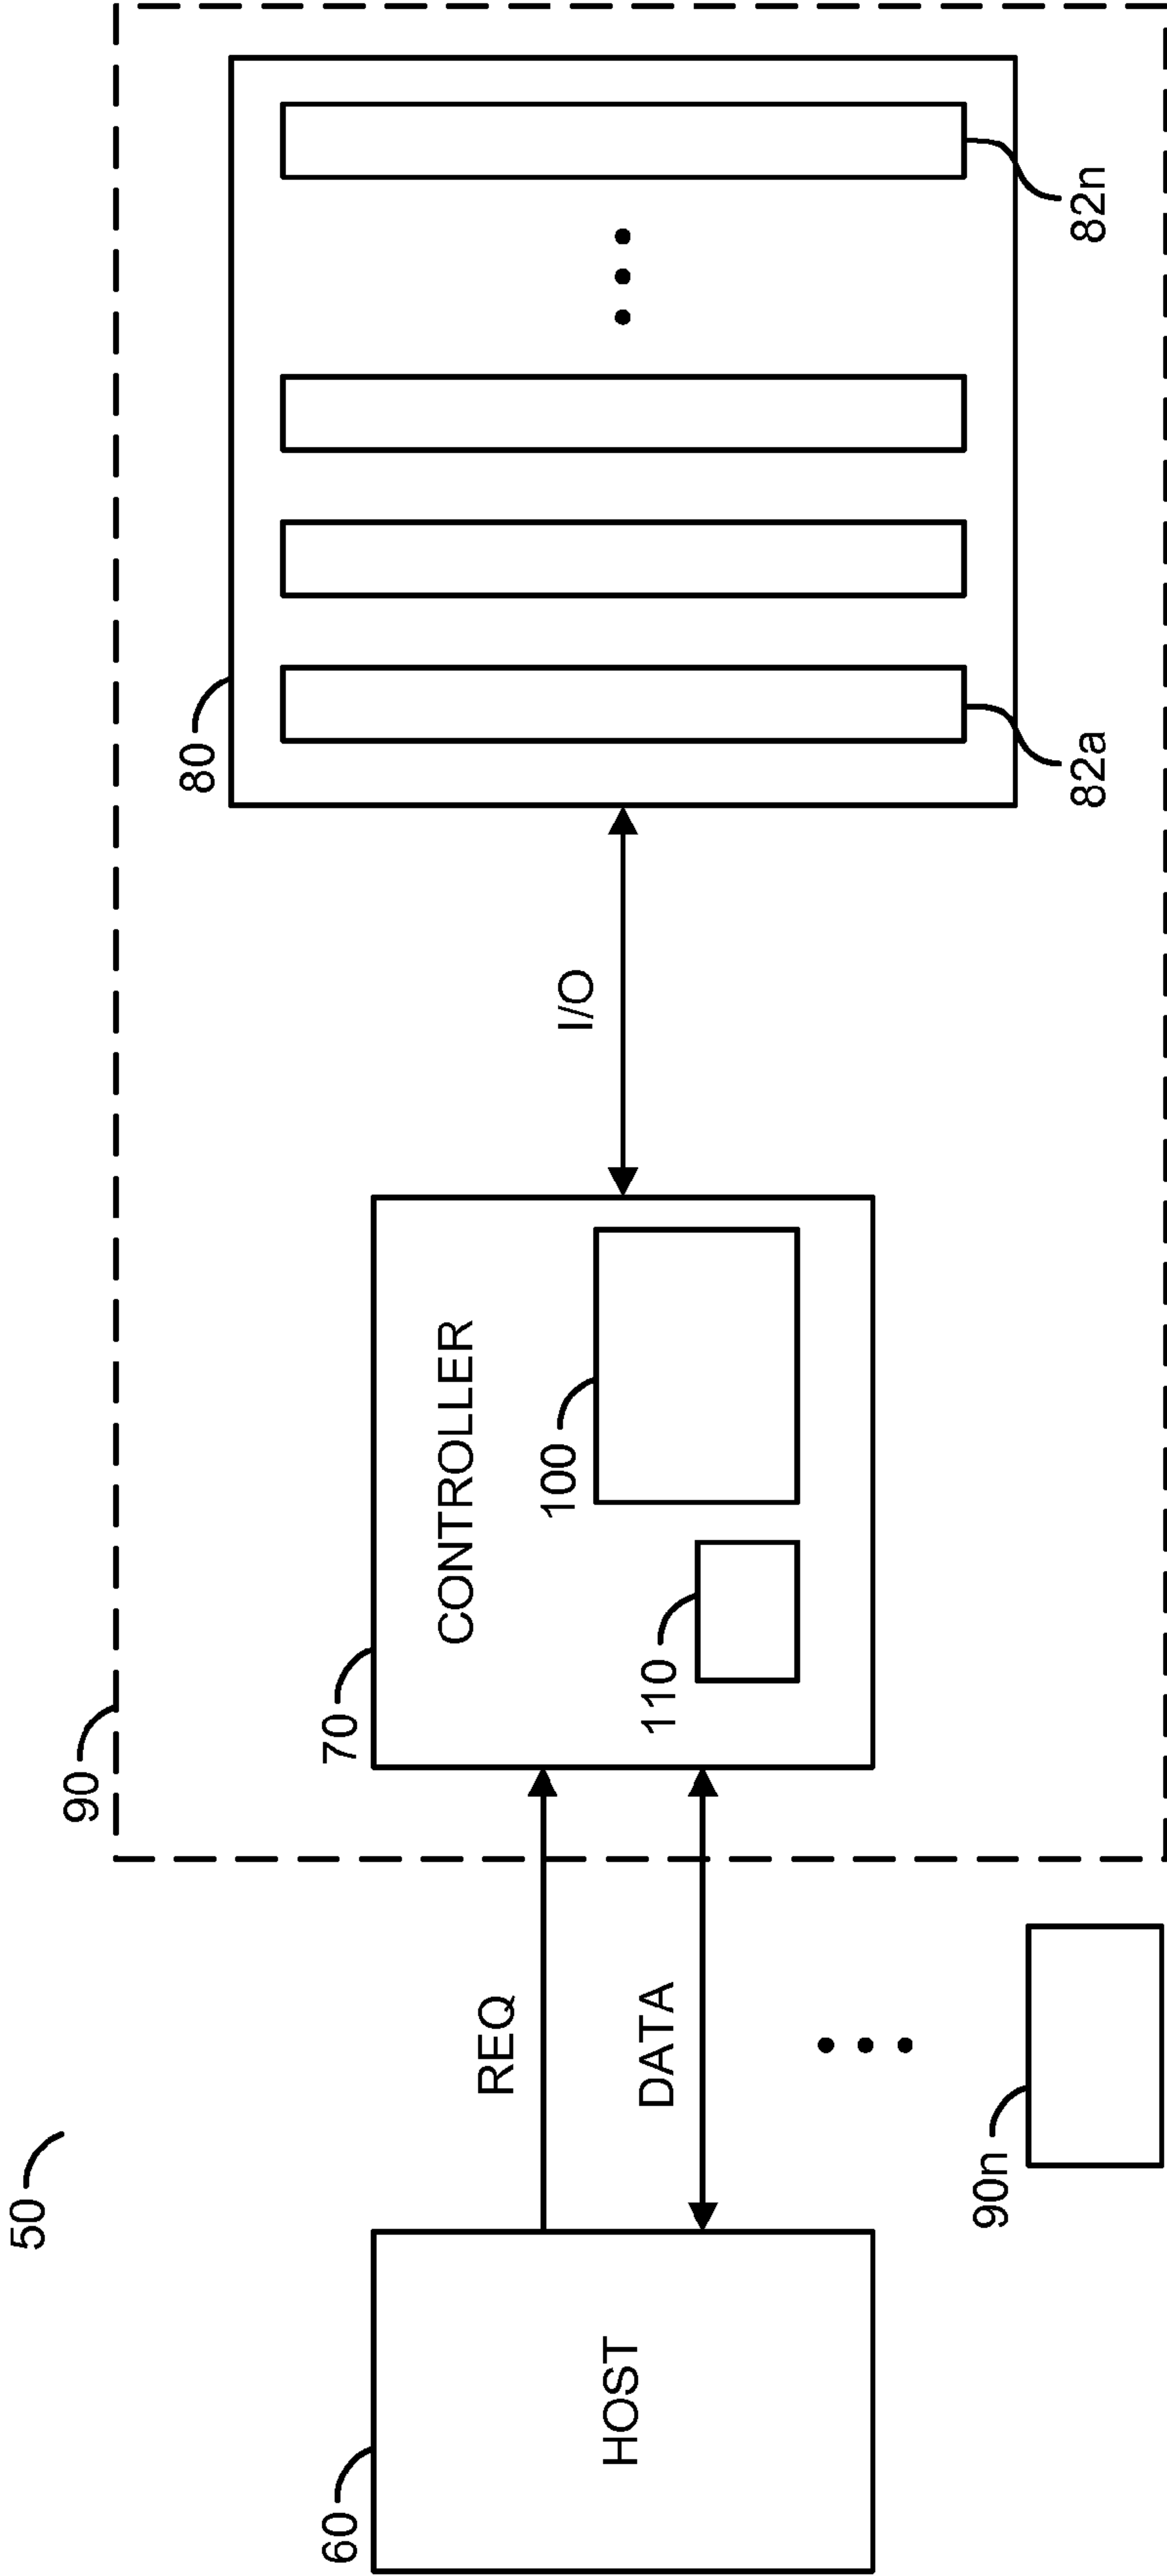 50
60
HOST
REQ
DATA
90n
90
70
CONTROLLER
110
100
I/O
80
82a
82n